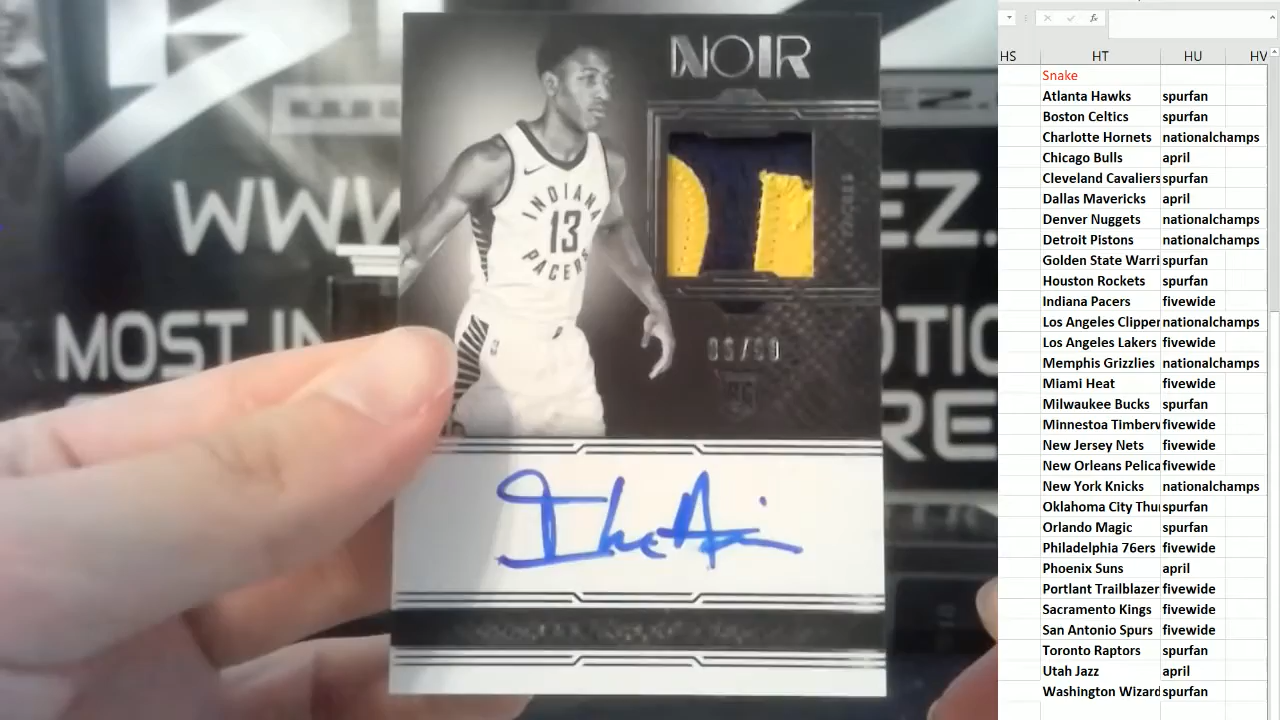 NOIR
INDIANA
13
PACERS
WWW
EZ.
MOST IN
OTIO
RE
HS HT HU HV
Snake
Atlanta Hawks spurfan
Boston Celtics spurfan
Charlotte Hornets nationalchamps
Chicago Bulls april
Cleveland Cavaliers spurfan
Dallas Mavericks april
Denver Nuggets nationalchamps
Detroit Pistons nationalchamps
Golden State Warri spurfan
Houston Rockets spurfan
Indiana Pacers fivewide
Los Angeles Clipper nationalchamps
Los Angeles Lakers fivewide
Memphis Grizzlies nationalchamps
Miami Heat fivewide
Milwaukee Bucks spurfan
Minnestoa Timberv fivewide
New Jersey Nets fivewide
New Orleans Pelica fivewide
New York Knicks nationalchamps
Oklahoma City Thu spurfan
Orlando Magic spurfan
Philadelphia 76ers fivewide
Phoenix Suns april
Portlant Trailblazer fivewide
Sacramento Kings fivewide
San Antonio Spurs fivewide
Toronto Raptors spurfan
Utah Jazz april
Washington Wizard spurfan